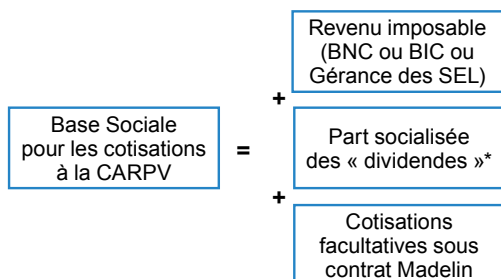 Revenu imposable
(BNC ou BIC ou
Gérance des SEL)
+
Base Sociale
pour les cotisations
à la CARPV
=
Part socialisée
des « dividendes »*
+
Cotisations
facultatives sous
contrat Madelin